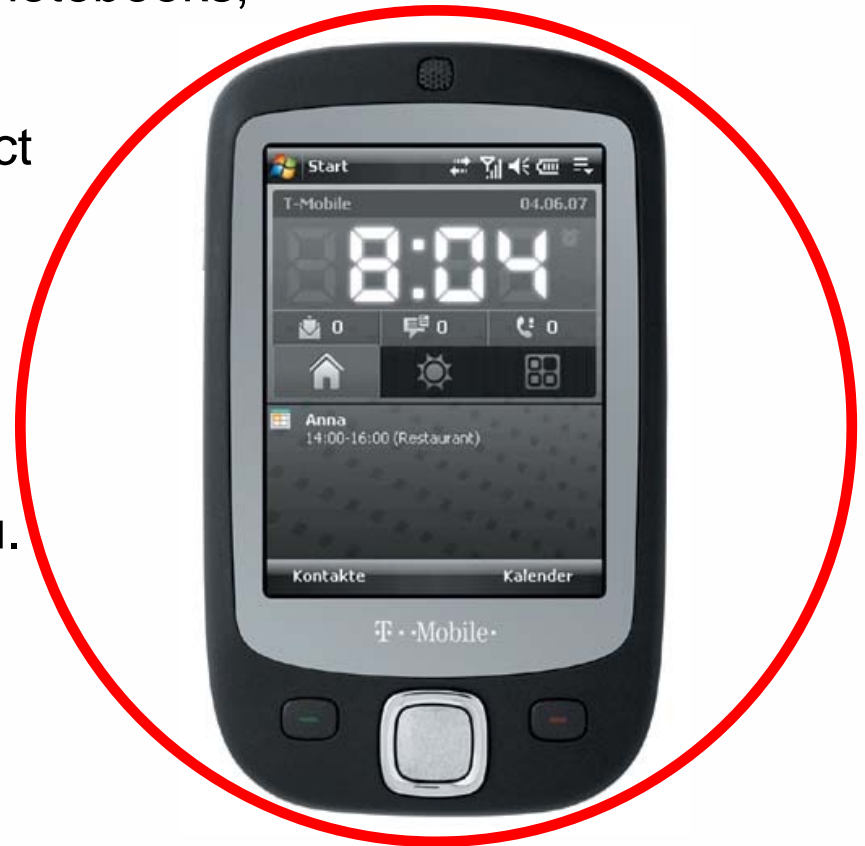 notebooks,
ct
Start
T-Mobile 04.06.07
8:04
0 0 0
Anna
14:00-16:00 (Restaurant)
Kontakte Kalender
T··Mobile·